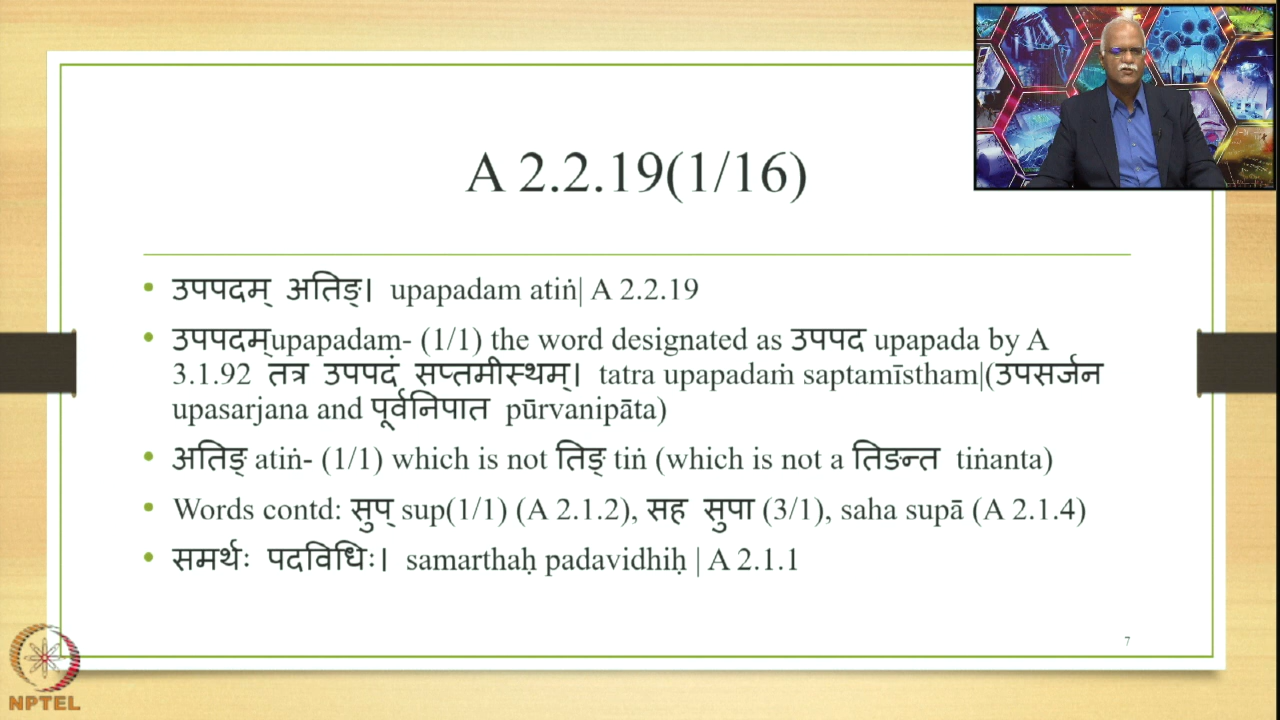 A 2.2.19(1/16)
• उपपदम् अतिङ्। upapadam atiṅ| A 2.2.19
• उपपदम्upapadam- (1/1) the word designated as उपपद upapada by A
3.1.92 तत्र उपपदं सप्तमीस्थम्। tatra upapadaṁ saptamīstham|(उपसर्जन
upasarjana and पूर्वनिपात pūrvanipāta)
• अतिङ् atiṅ- (1/1) which is not तिङ् tiṅ (which is not a तिङन्त tiṅanta)
• Words contd: सुप् sup(1/1) (A 2.1.2), सह सुपा (3/1), saha supā (A 2.1.4)
• समर्थः पदविधिः। samarthaḥ padavidhiḥ | A 2.1.1
7
NPTEL